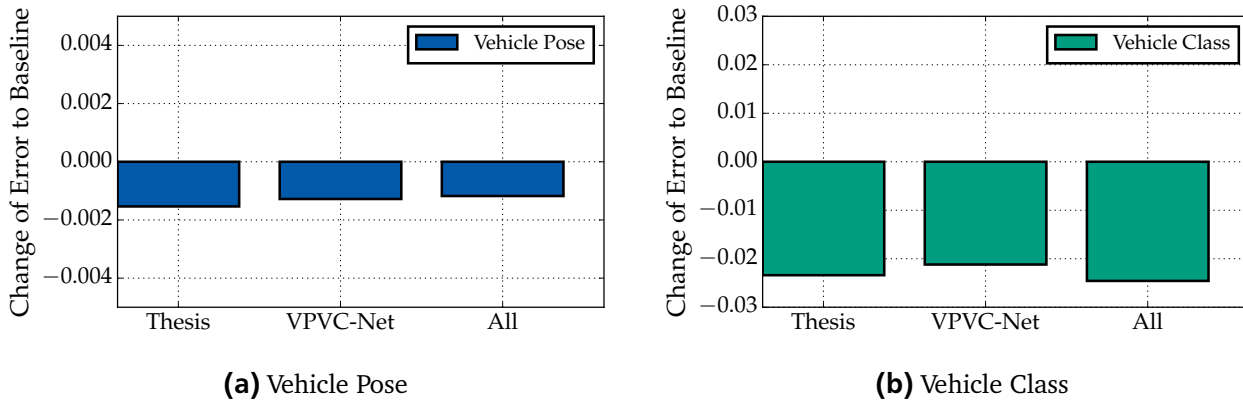 Change of Error to Baseline
0.004
0.002
0.000
−0.002
−0.004
Vehicle Pose
Thesis
VPVC-Net
All
(a) Vehicle Pose
Change of Error to Baseline
0.03
0.02
0.01
0.00
−0.01
−0.02
−0.03
Vehicle Class
Thesis
VPVC-Net
All
(b) Vehicle Class